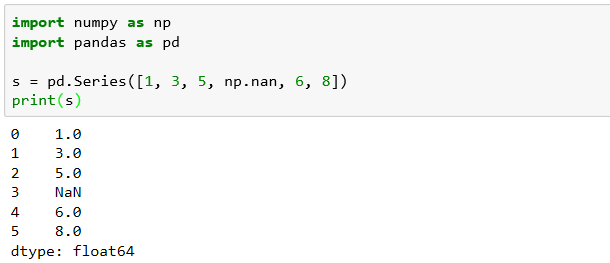 import numpy as np
import pandas as pd
s = pd.Series([1, 3, 5, np.nan, 6, 8])
print(s)
0    1.0
1    3.0
2    5.0
3    NaN
4    6.0
5    8.0
dtype: float64